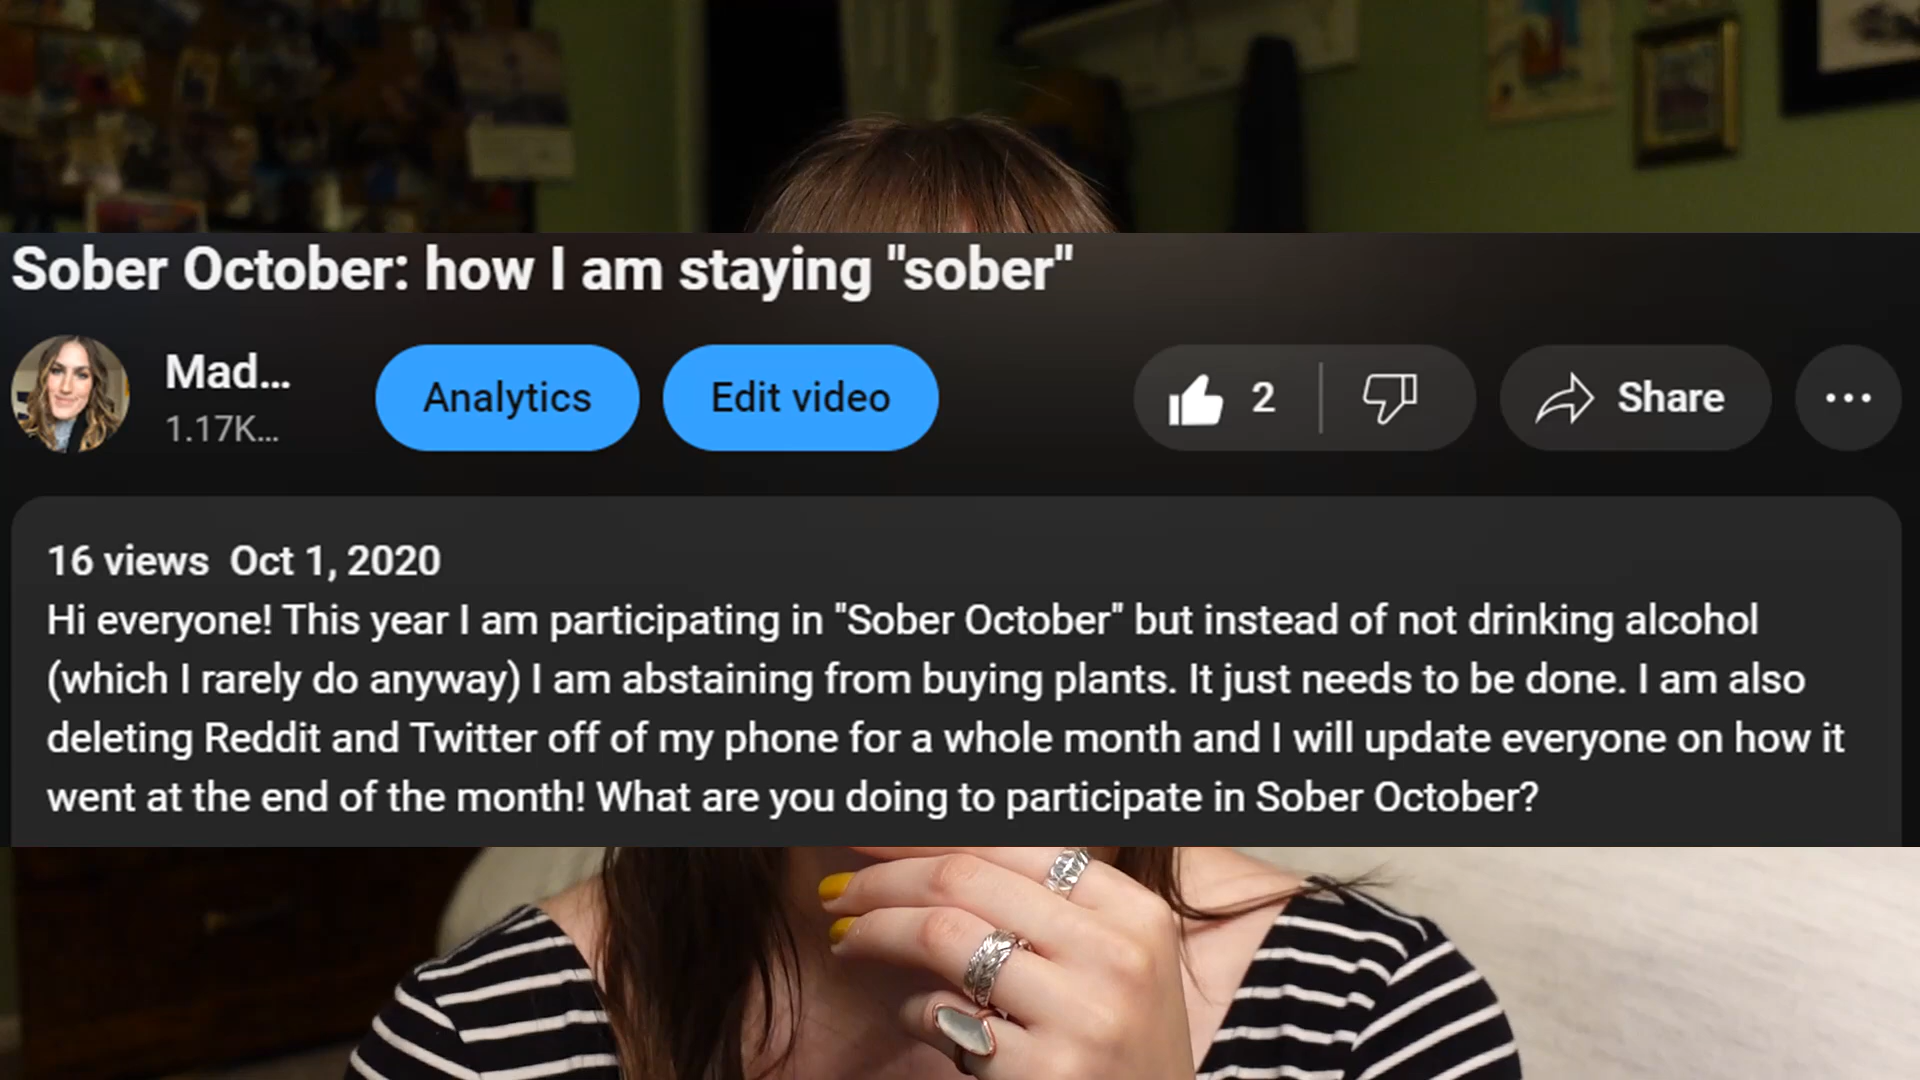 Sober October: how I am staying "sober"
Mad...
1.17K...
Analytics
Edit video
2
Share
16 views Oct 1, 2020
Hi everyone! This year I am participating in "Sober October" but instead of not drinking alcohol
(which I rarely do anyway) I am abstaining from buying plants. It just needs to be done. I am also
deleting Reddit and Twitter off of my phone for a whole month and I will update everyone on how it
went at the end of the month! What are you doing to participate in Sober October?